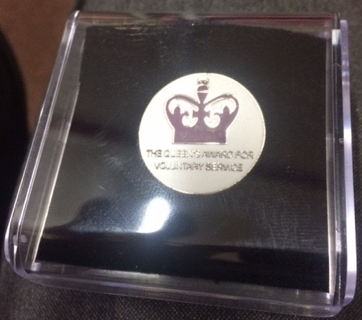 THE QUEEN'S AWARD FOR
VOLUNTARY SERVICE